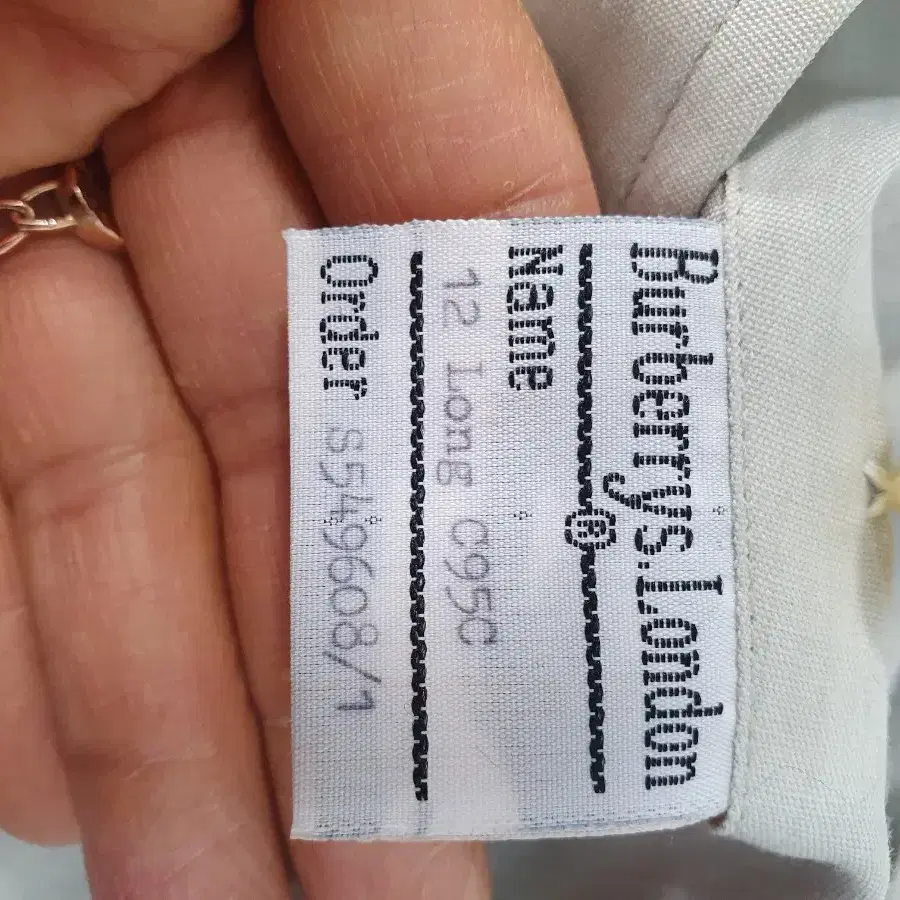 Burberrys.London
Name
12 Long C95C
Order S549608/1